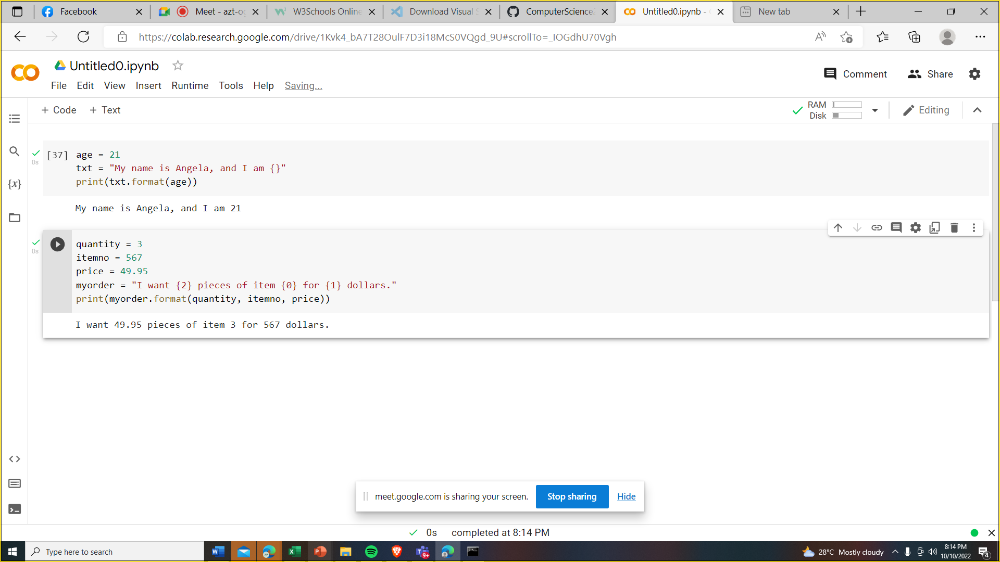 Facebook
Meet - azt-og
W3Schools Online
Download Visual S
ComputerScience2
Untitled0.ipynb - C
New tab
https://colab.research.google.com/drive/1Kvk4_bA7T28OulF7D3i18McS0VQgd_9U#scrollTo=_IOGdhU70Vgh
Untitled0.ipynb
File Edit View Insert Runtime Tools Help Saving...
Comment
Share
+ Code + Text
RAM
Disk
Editing
{x}
0s
[37] age = 21
txt = "My name is Angela, and I am {}"
print(txt.format(age))
My name is Angela, and I am 21
0s
quantity = 3
itemno = 567
price = 49.95
myorder = "I want {2} pieces of item {0} for {1} dollars."
print(myorder.format(quantity, itemno, price))
I want 49.95 pieces of item 3 for 567 dollars.
meet.google.com is sharing your screen.
Stop sharing
Hide
0s completed at 8:14 PM
Type here to search
9+
28°C Mostly cloudy
8:14 PM
10/10/2022
4